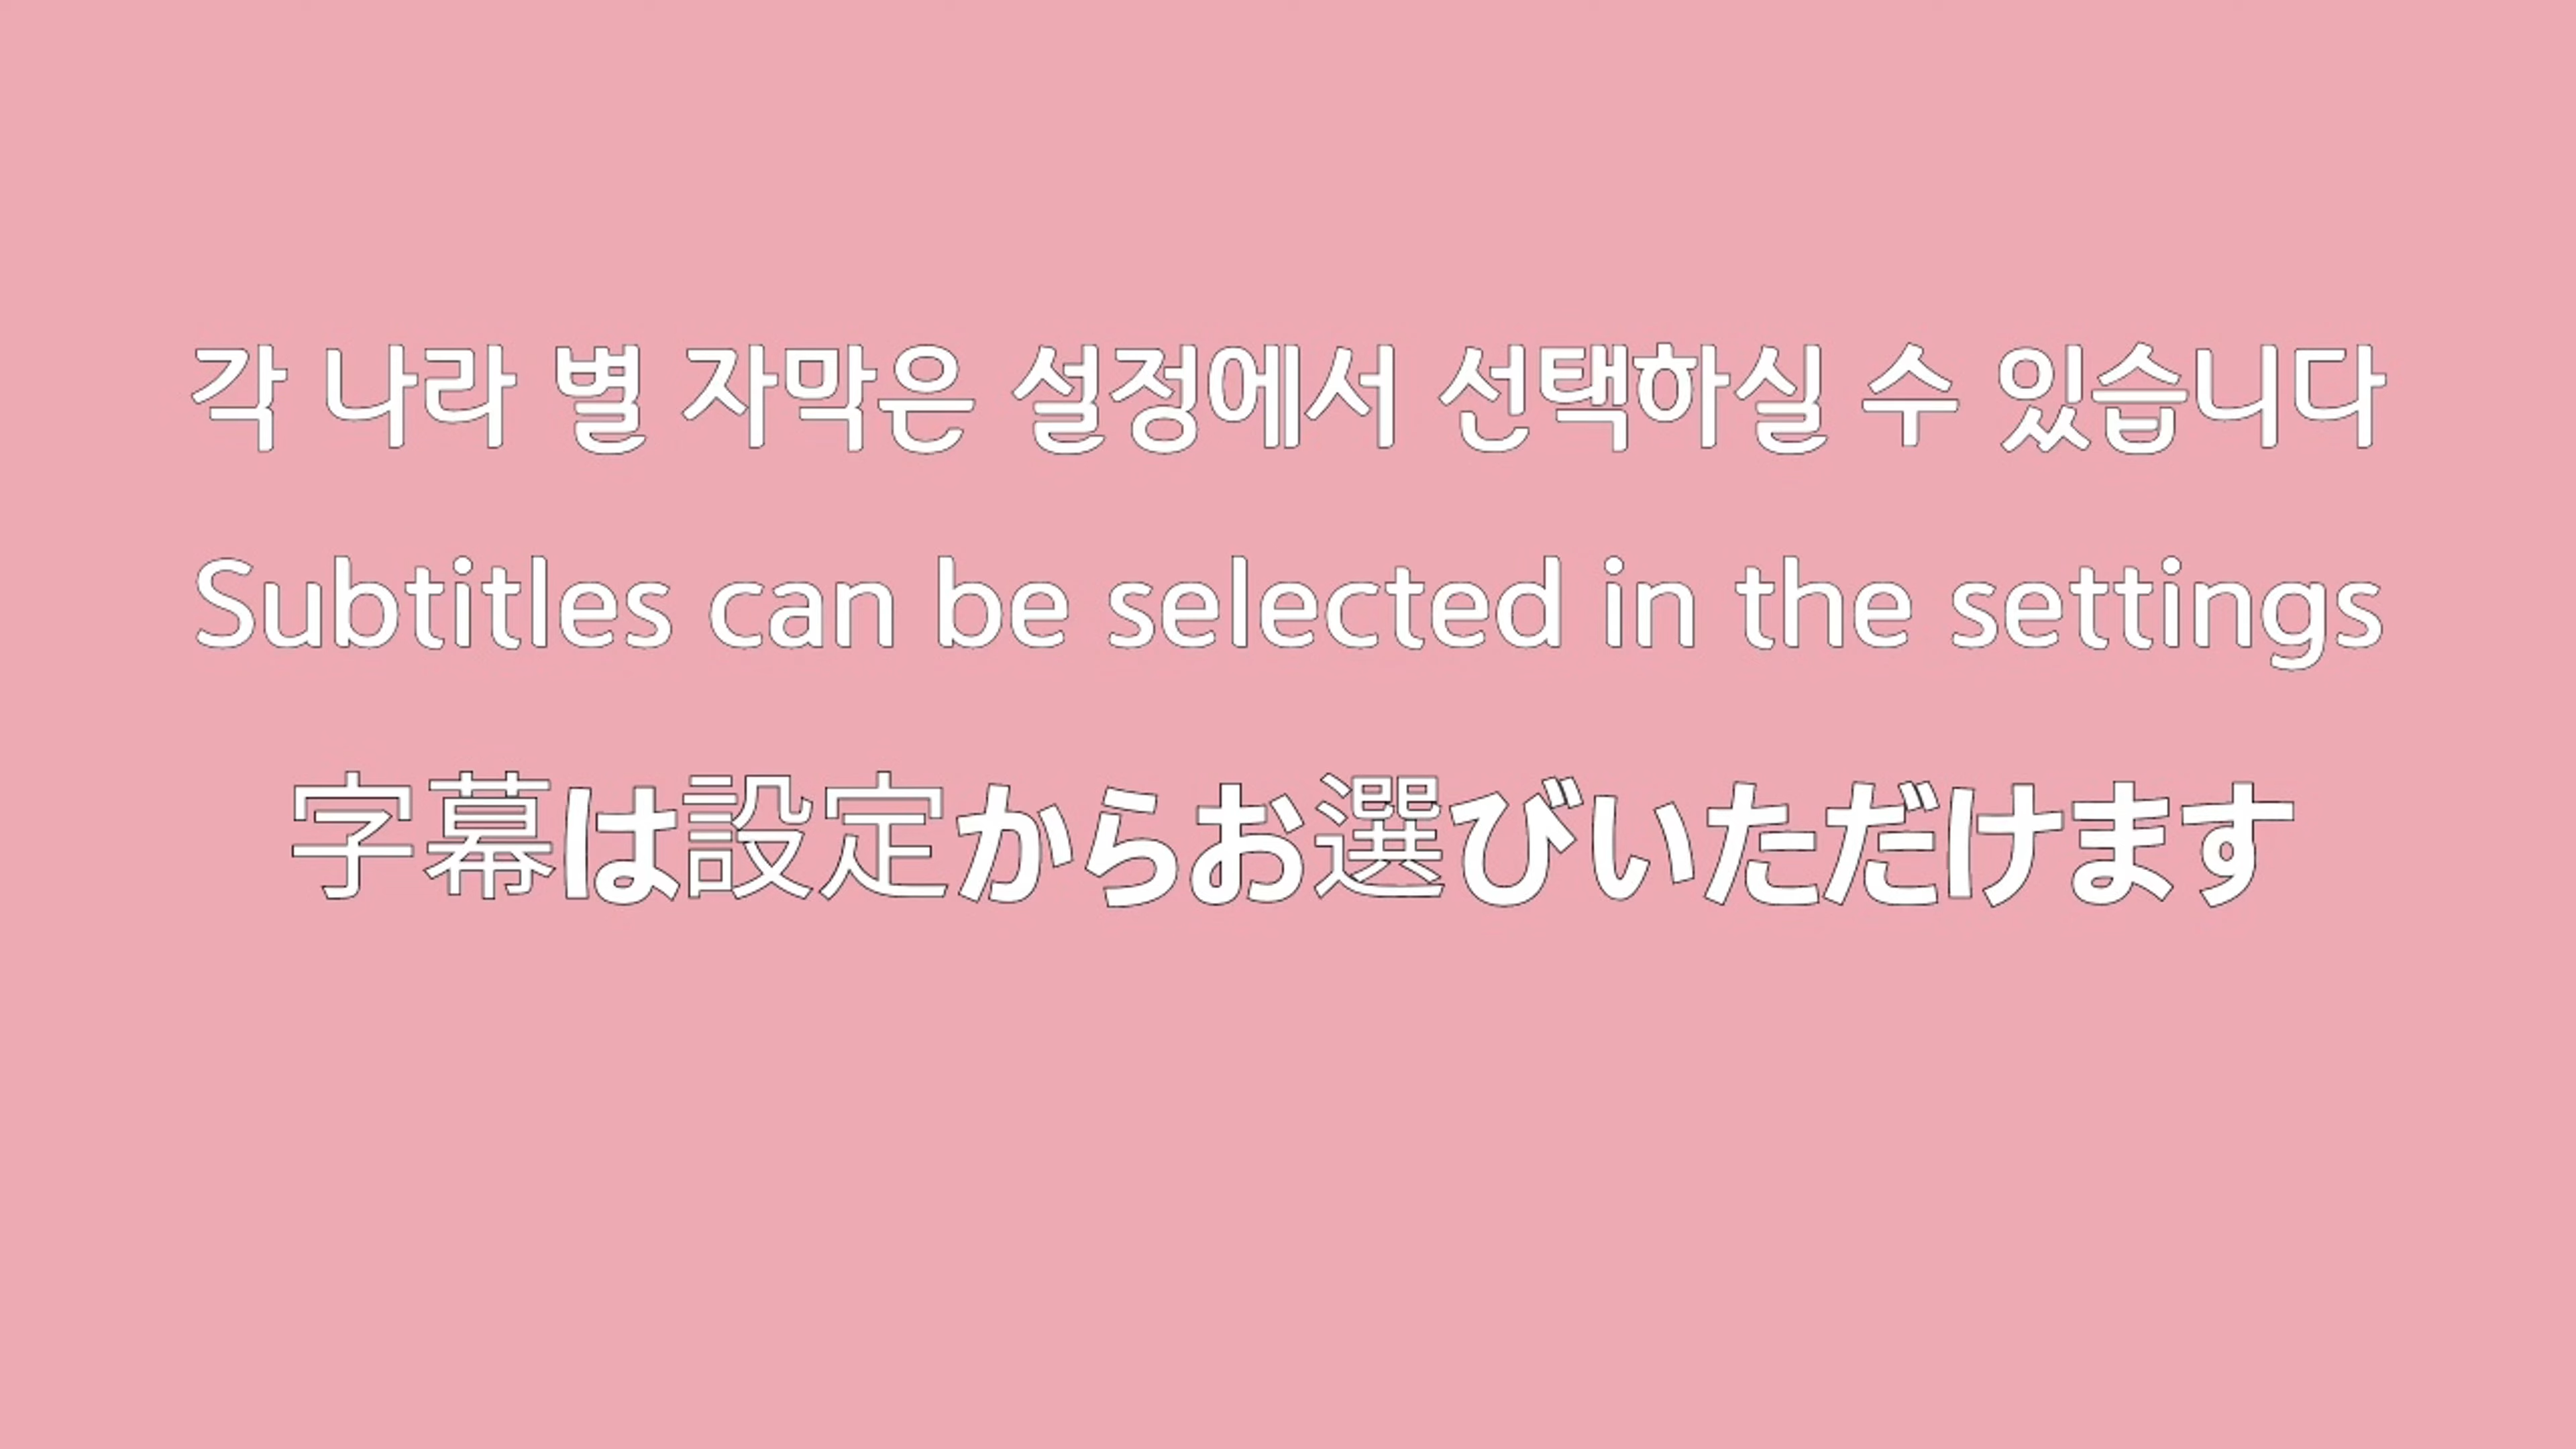 각 나라 별 자막은 설정에서 선택하실 수 있습니다
Subtitles can be selected in the settings
字幕は設定からお選びいただけます